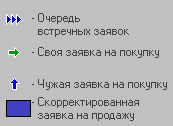 - Очередь
встречных заявок
- Своя заявка на покупку
- Чужая заявка на покупку
- Скорректированная
заявка на продажу